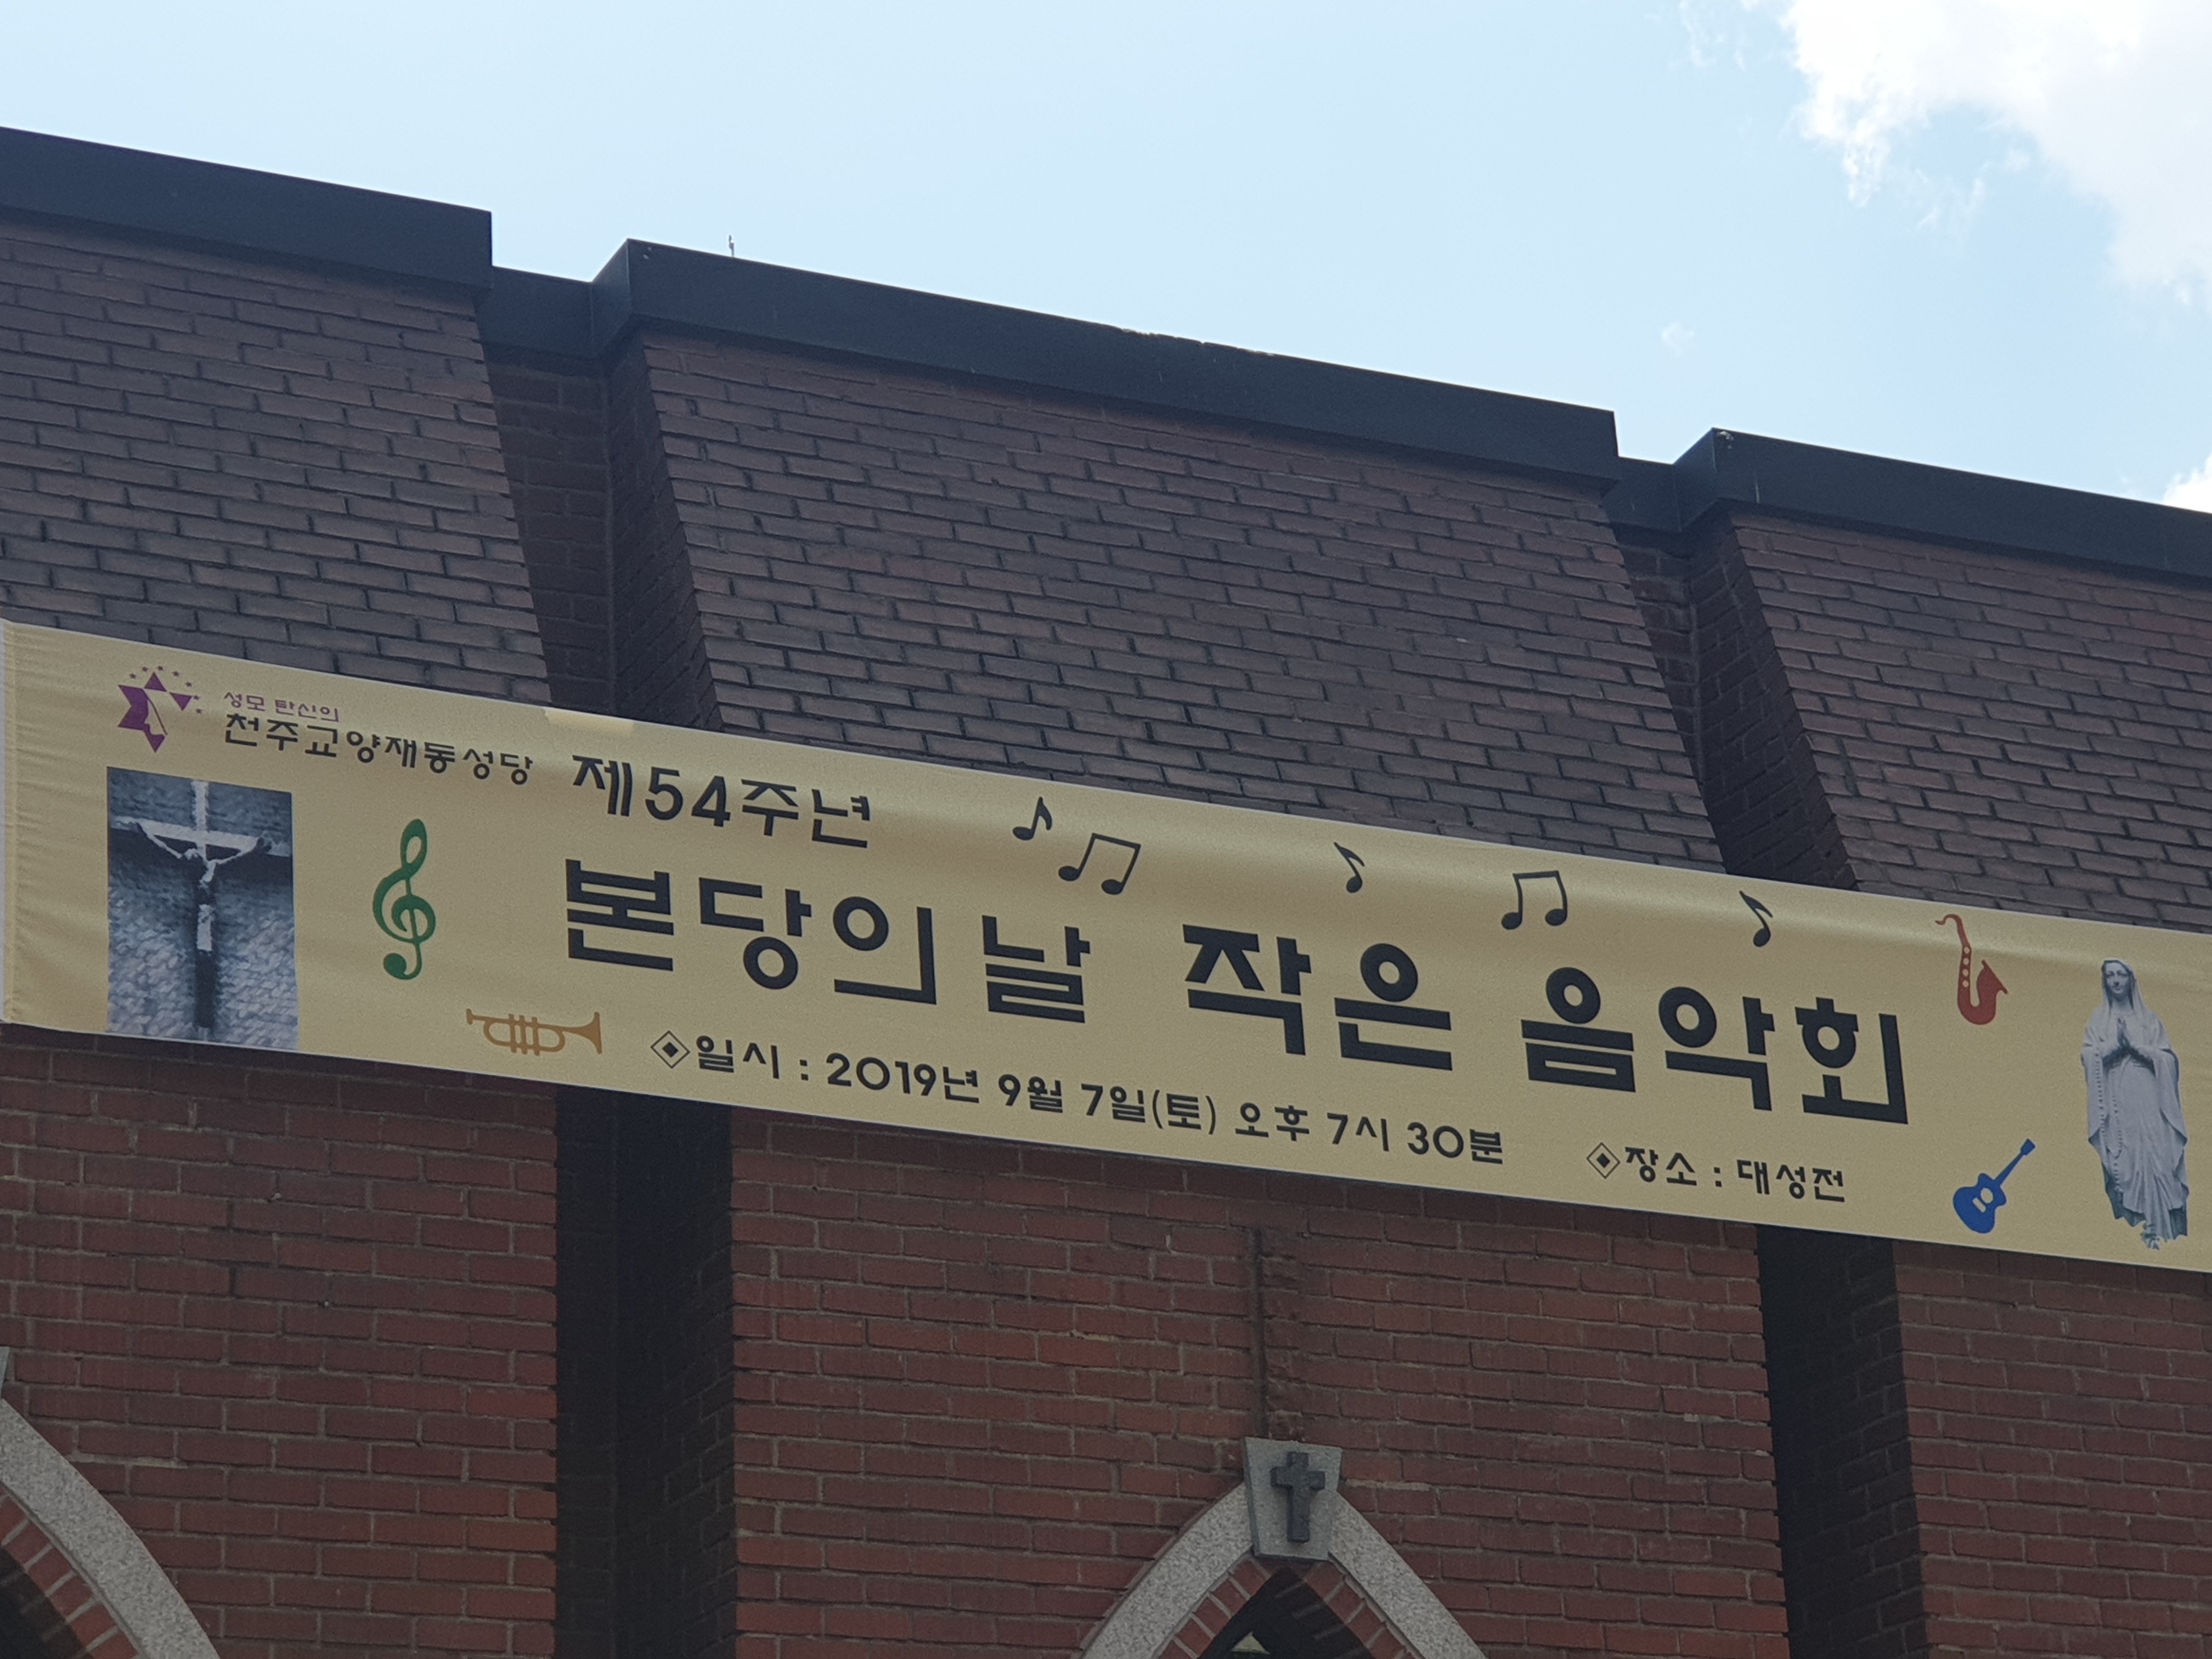 성모 탄신의
천주교양재동성당
제54주년
본당의날 작은 음악회
◈일시 : 2019년 9월 7일(토) 오후 7시 30분 ◈장소 : 대성전